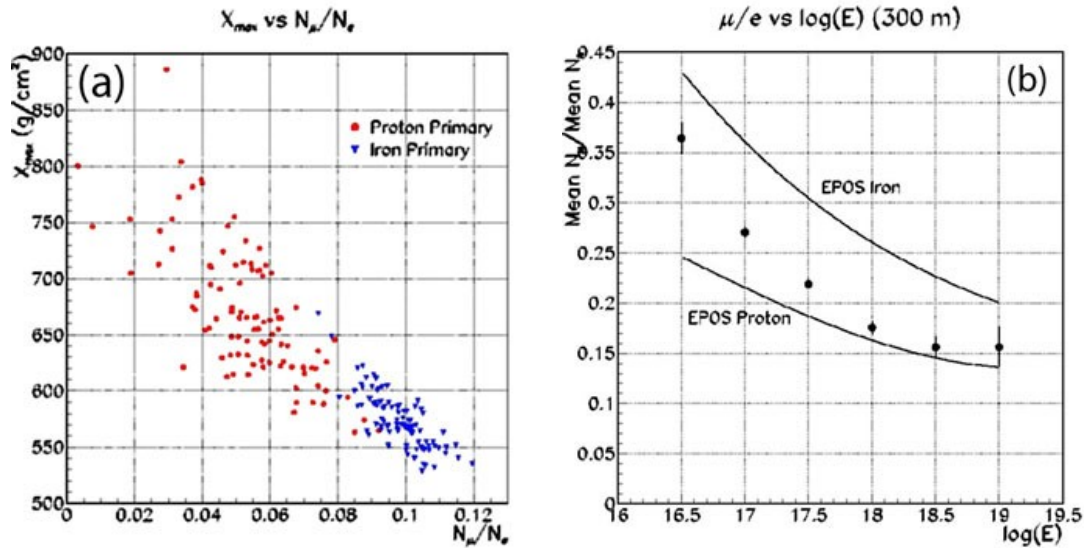 X_max vs N_μ/N_e
(a)
X_max (g/cm²)
900
850
800
750
700
650
600
550
500
Proton Primary
Iron Primary
0 0.02 0.04 0.06 0.08 0.1 0.12
N_μ/N_e
μ/e vs log(E) (300 m)
(b)
Mean N /Mean N
0.45
0.4
0.35
0.3
0.25
0.2
0.15
0.1
0.05
0
EPOS Iron
EPOS Proton
16 16.5 17 17.5 18 18.5 19 19.5
log(E)